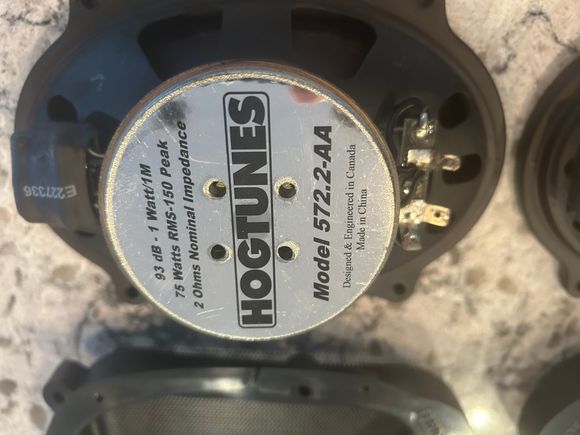 93 dB - 1 Watt/1M
75 Watts RMS-150 Peak
2 Ohms Nominal Impedance
HOGTUNES
Model 572.2-AA
Designed & Engineered in Canada
Made in China
E227336